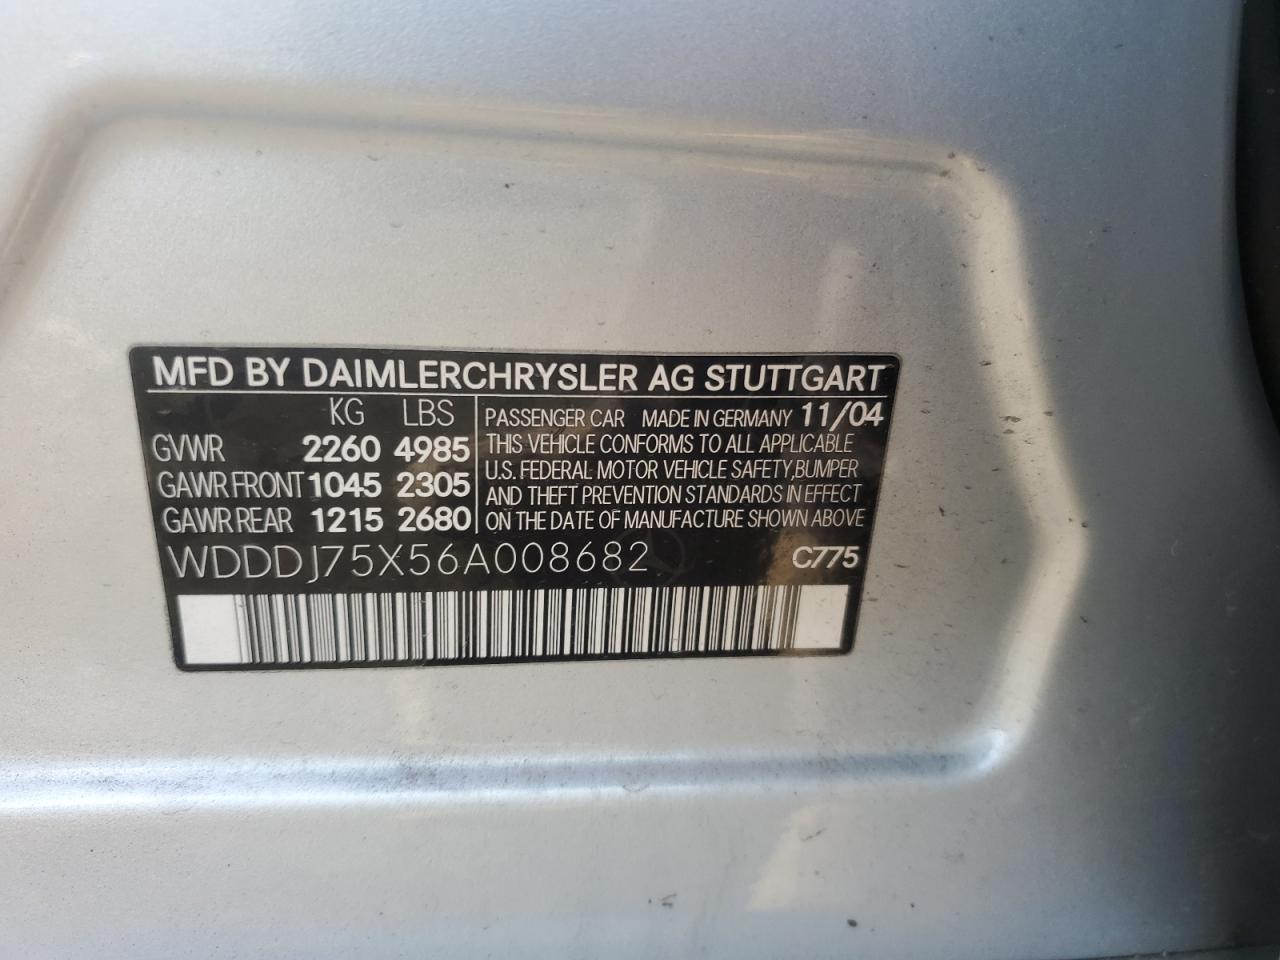 MFD BY DAIMLERCHRYSLER AG STUTTGART
KG LBS
GVWR 2260 4985
GAWR FRONT 1045 2305
GAWR REAR 1215 2680
PASSENGER CAR MADE IN GERMANY 11/04
THIS VEHICLE CONFORMS TO ALL APPLICABLE
U.S. FEDERAL MOTOR VEHICLE SAFETY, BUMPER
AND THEFT PREVENTION STANDARDS IN EFFECT
ON THE DATE OF MANUFACTURE SHOWN ABOVE
WDDDJ75X56A008682 C775